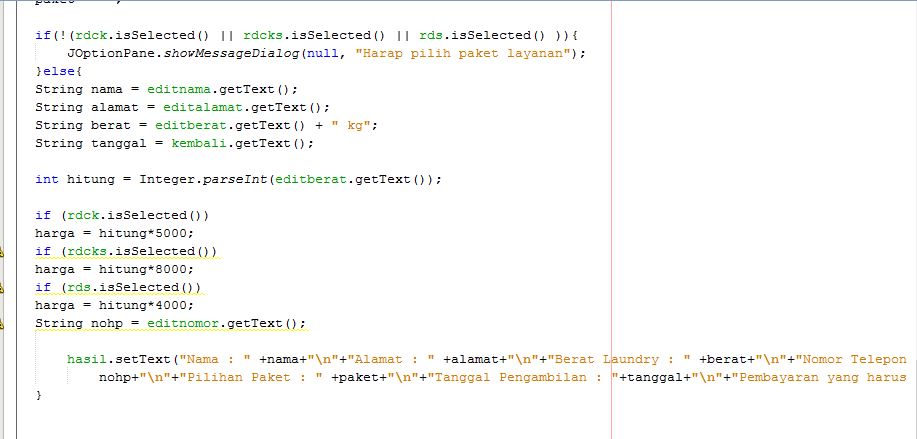 if(!(rdck.isSelected() || rdcks.isSelected() || rds.isSelected() )){
JOptionPane.showMessageDialog(null, "Harap pilih paket layanan");
}else{
String nama = editnama.getText();
String alamat = editalamat.getText();
String berat = editberat.getText() + " kg";
String tanggal = kembali.getText();
int hitung = Integer.parseInt(editberat.getText());
if (rdck.isSelected())
harga = hitung*5000;
if (rdcks.isSelected())
harga = hitung*8000;
if (rds.isSelected())
harga = hitung*4000;
String nohp = editnomor.getText();
hasil.setText("Nama : " +nama+"\n"+"Alamat : " +alamat+"\n"+"Berat Laundry : " +berat+"\n"+"Nomor Telepon
nohp+"\n"+"Pilihan Paket : " +paket+"\n"+"Tanggal Pengambilan : "+tanggal+"\n"+"Pembayaran yang harus
}